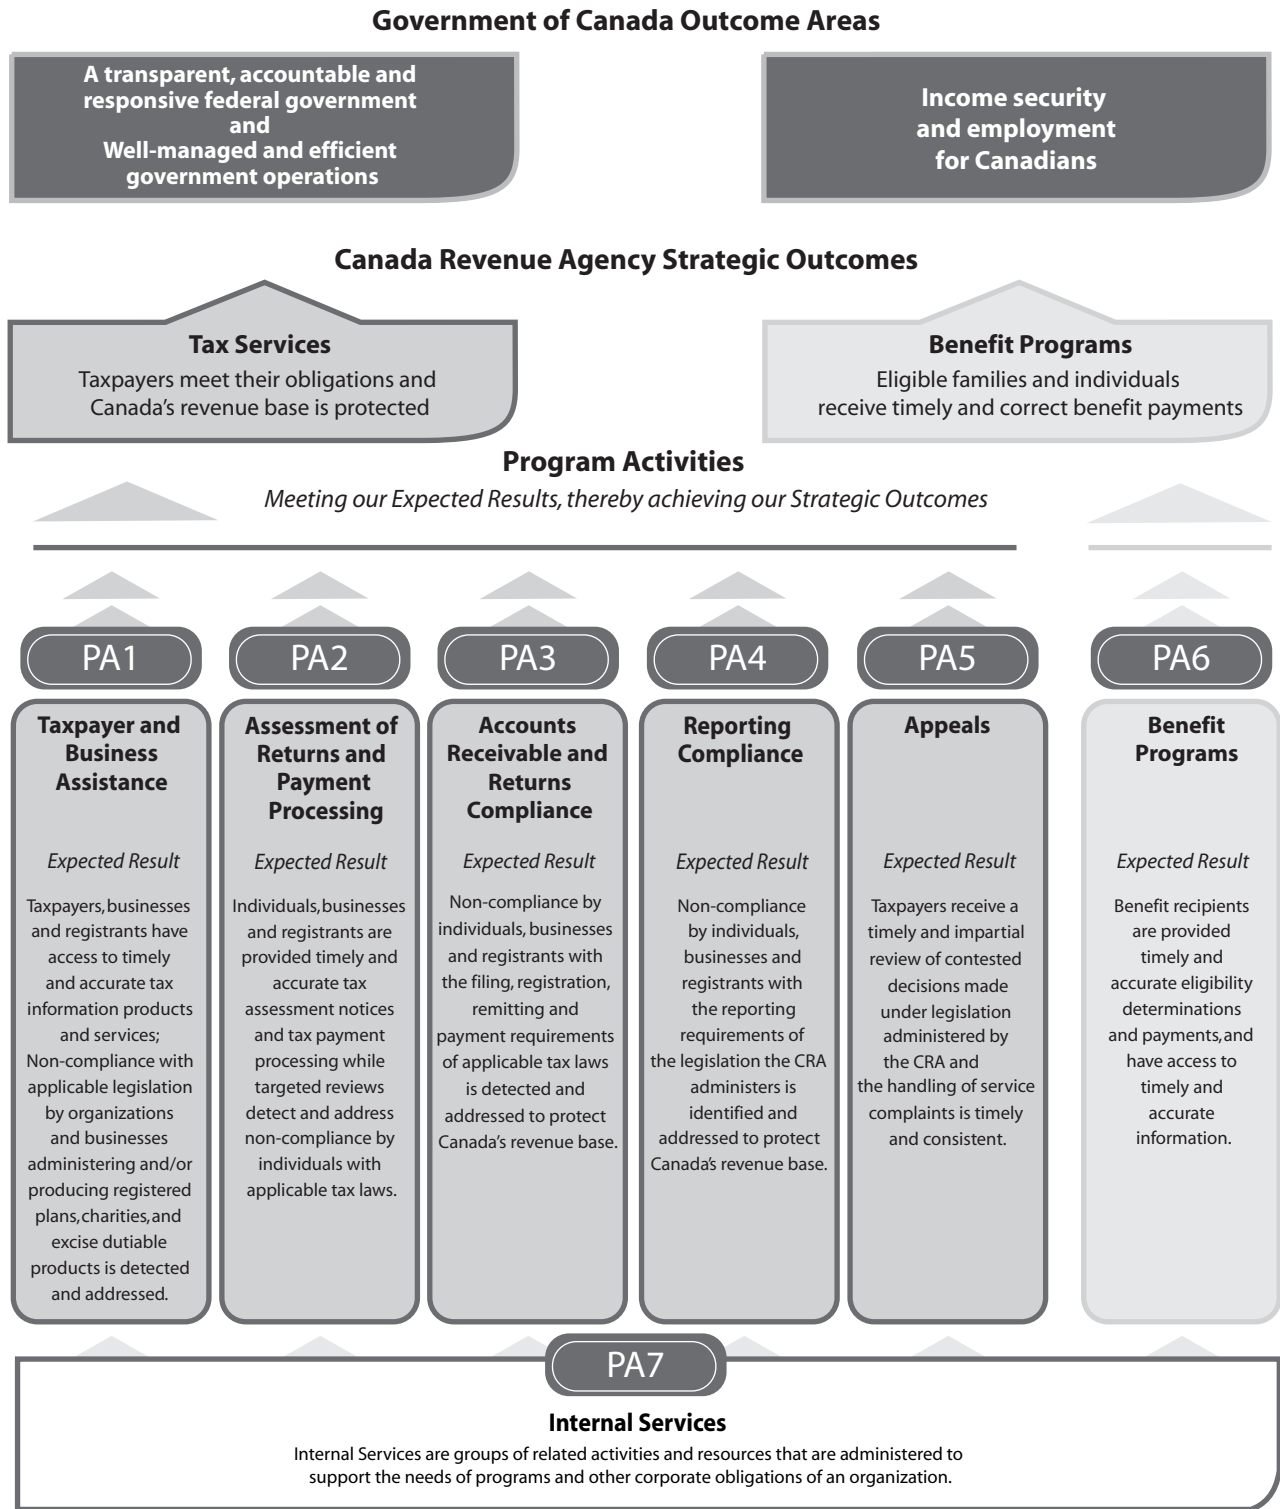 Government of Canada Outcome Areas
A transparent, accountable and
responsive federal government
and
Well-managed and efficient
government operations
Income security
and employment
for Canadians
Canada Revenue Agency Strategic Outcomes
Tax Services
Taxpayers meet their obligations and
Canada's revenue base is protected
Benefit Programs
Eligible families and individuals
receive timely and correct benefit payments
Program Activities
Meeting our Expected Results, thereby achieving our Strategic Outcomes
PA1
Taxpayer and
Business
Assistance
Expected Result
Taxpayers, businesses
and registrants have
access to timely
and accurate tax
information products
and services;
Non-compliance with
applicable legislation
by organizations
and businesses
administering and/or
producing registered
plans, charities, and
excise dutiable
products is detected
and addressed.
PA2
Assessment of
Returns and
Payment
Processing
Expected Result
Individuals, businesses
and registrants are
provided timely and
accurate tax
assessment notices
and tax payment
processing while
targeted reviews
detect and address
non-compliance by
individuals with
applicable tax laws.
PA3
Accounts
Receivable and
Returns
Compliance
Expected Result
Non-compliance by
individuals, businesses
and registrants with
the filing, registration,
remitting and
payment requirements
of applicable tax laws
is detected and
addressed to protect
Canada's revenue base.
PA4
Reporting
Compliance
Expected Result
Non-compliance
by individuals,
businesses and
registrants with
the reporting
requirements of
the legislation the CRA
administers is
identified and
addressed to protect
Canada's revenue base.
PA5
Appeals
Expected Result
Taxpayers receive a
timely and impartial
review of contested
decisions made
under legislation
administered by
the CRA and
the handling of service
complaints is timely
and consistent.
PA6
Benefit
Programs
Expected Result
Benefit recipients
are provided
timely and
accurate eligibility
determinations
and payments, and
have access to
timely and
accurate
information.
PA7
Internal Services
Internal Services are groups of related activities and resources that are administered to
support the needs of programs and other corporate obligations of an organization.